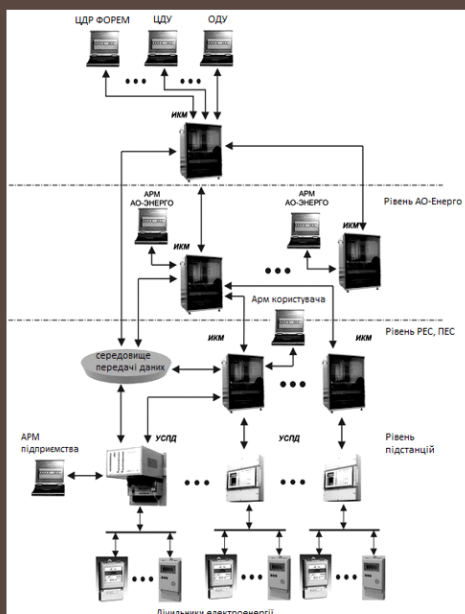 ЦДР ФОРЕМ ЦДУ ОДУ
ИКМ
АРМ
АО-ЭНЕРГО
АРМ
АО-ЭНЕРГО
Рівень АО-Енерго
ИКМ
ИКМ
Арм користувача
Рівень РЕС, ПЕС
ИКМ
ИКМ
середовище
передачі даних
АРМ
підприємства
УСПД
УСПД
Рівень
підстанцій
Лічильники електроенергії